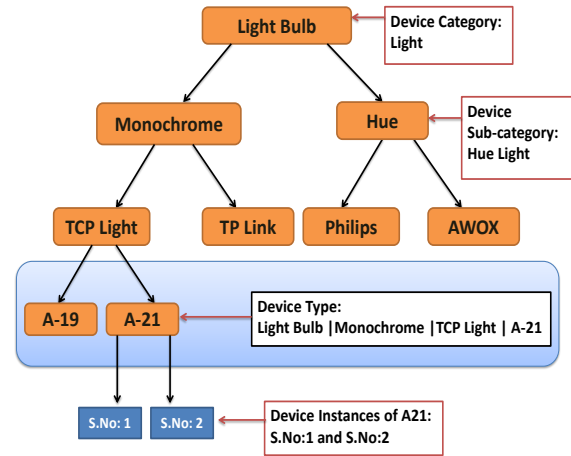 Light Bulb
Device Category:
Light
Monochrome
Hue
Device
Sub-category:
Hue Light
TCP Light
TP Link
Philips
AWOX
A-19
A-21
Device Type:
Light Bulb |Monochrome |TCP Light | A-21
S.No: 1
S.No: 2
Device Instances of A21:
S.No:1 and S.No:2